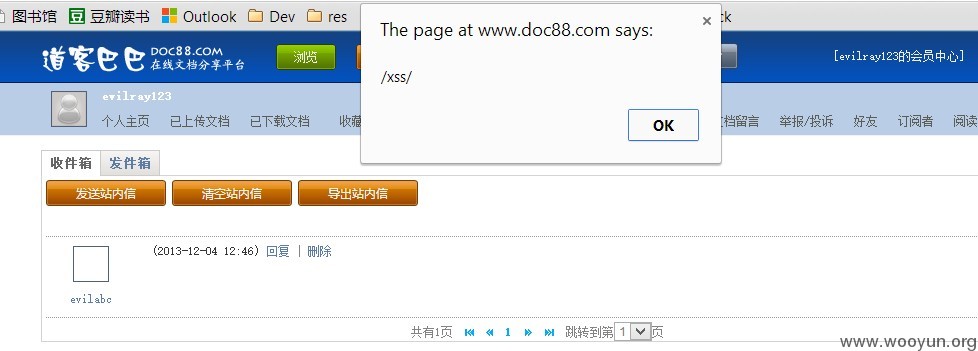 图书馆 豆 豆瓣读书 Outlook Dev res
The page at www.doc88.com says:
/xss/
OK
道客巴巴 DOC88.COM
在线文档分享平台
浏览
[evilray123的会员中心]
evilray123
个人主页 已上传文档 已下载文档 收藏 文档留言 举报/投诉 好友 订阅者 阅读
收件箱 发件箱
发送站内信 清空站内信 导出站内信
(2013-12-04 12:46) 回复 | 删除
evilabc
共有1页 1 跳转到第 1 页
www.wooyun.org